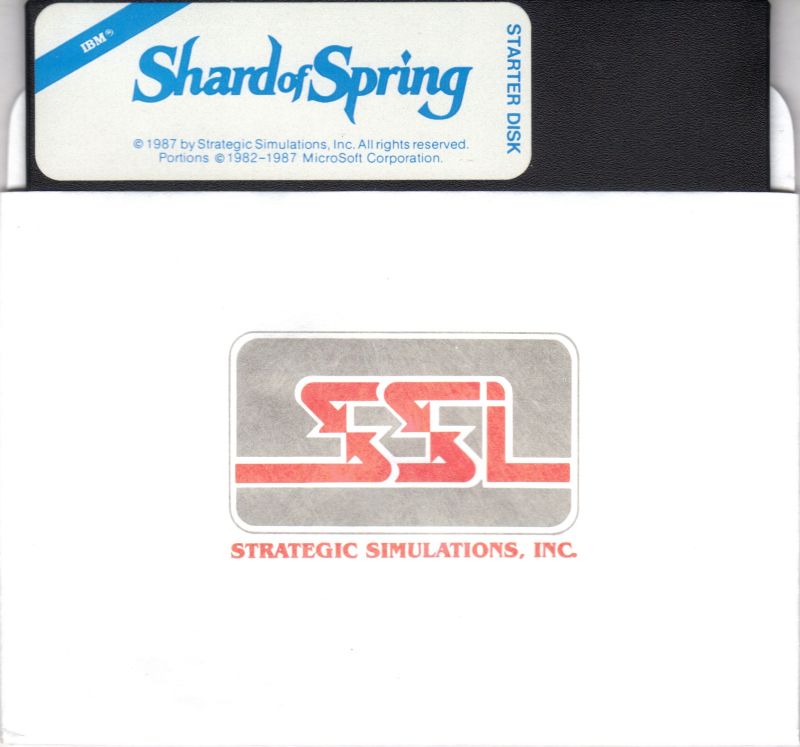 IBM®
Shard of Spring
© 1987 by Strategic Simulations, Inc. All rights reserved.
Portions © 1982–1987 MicroSoft Corporation.
STARTER DISK
SSI
STRATEGIC SIMULATIONS, INC.